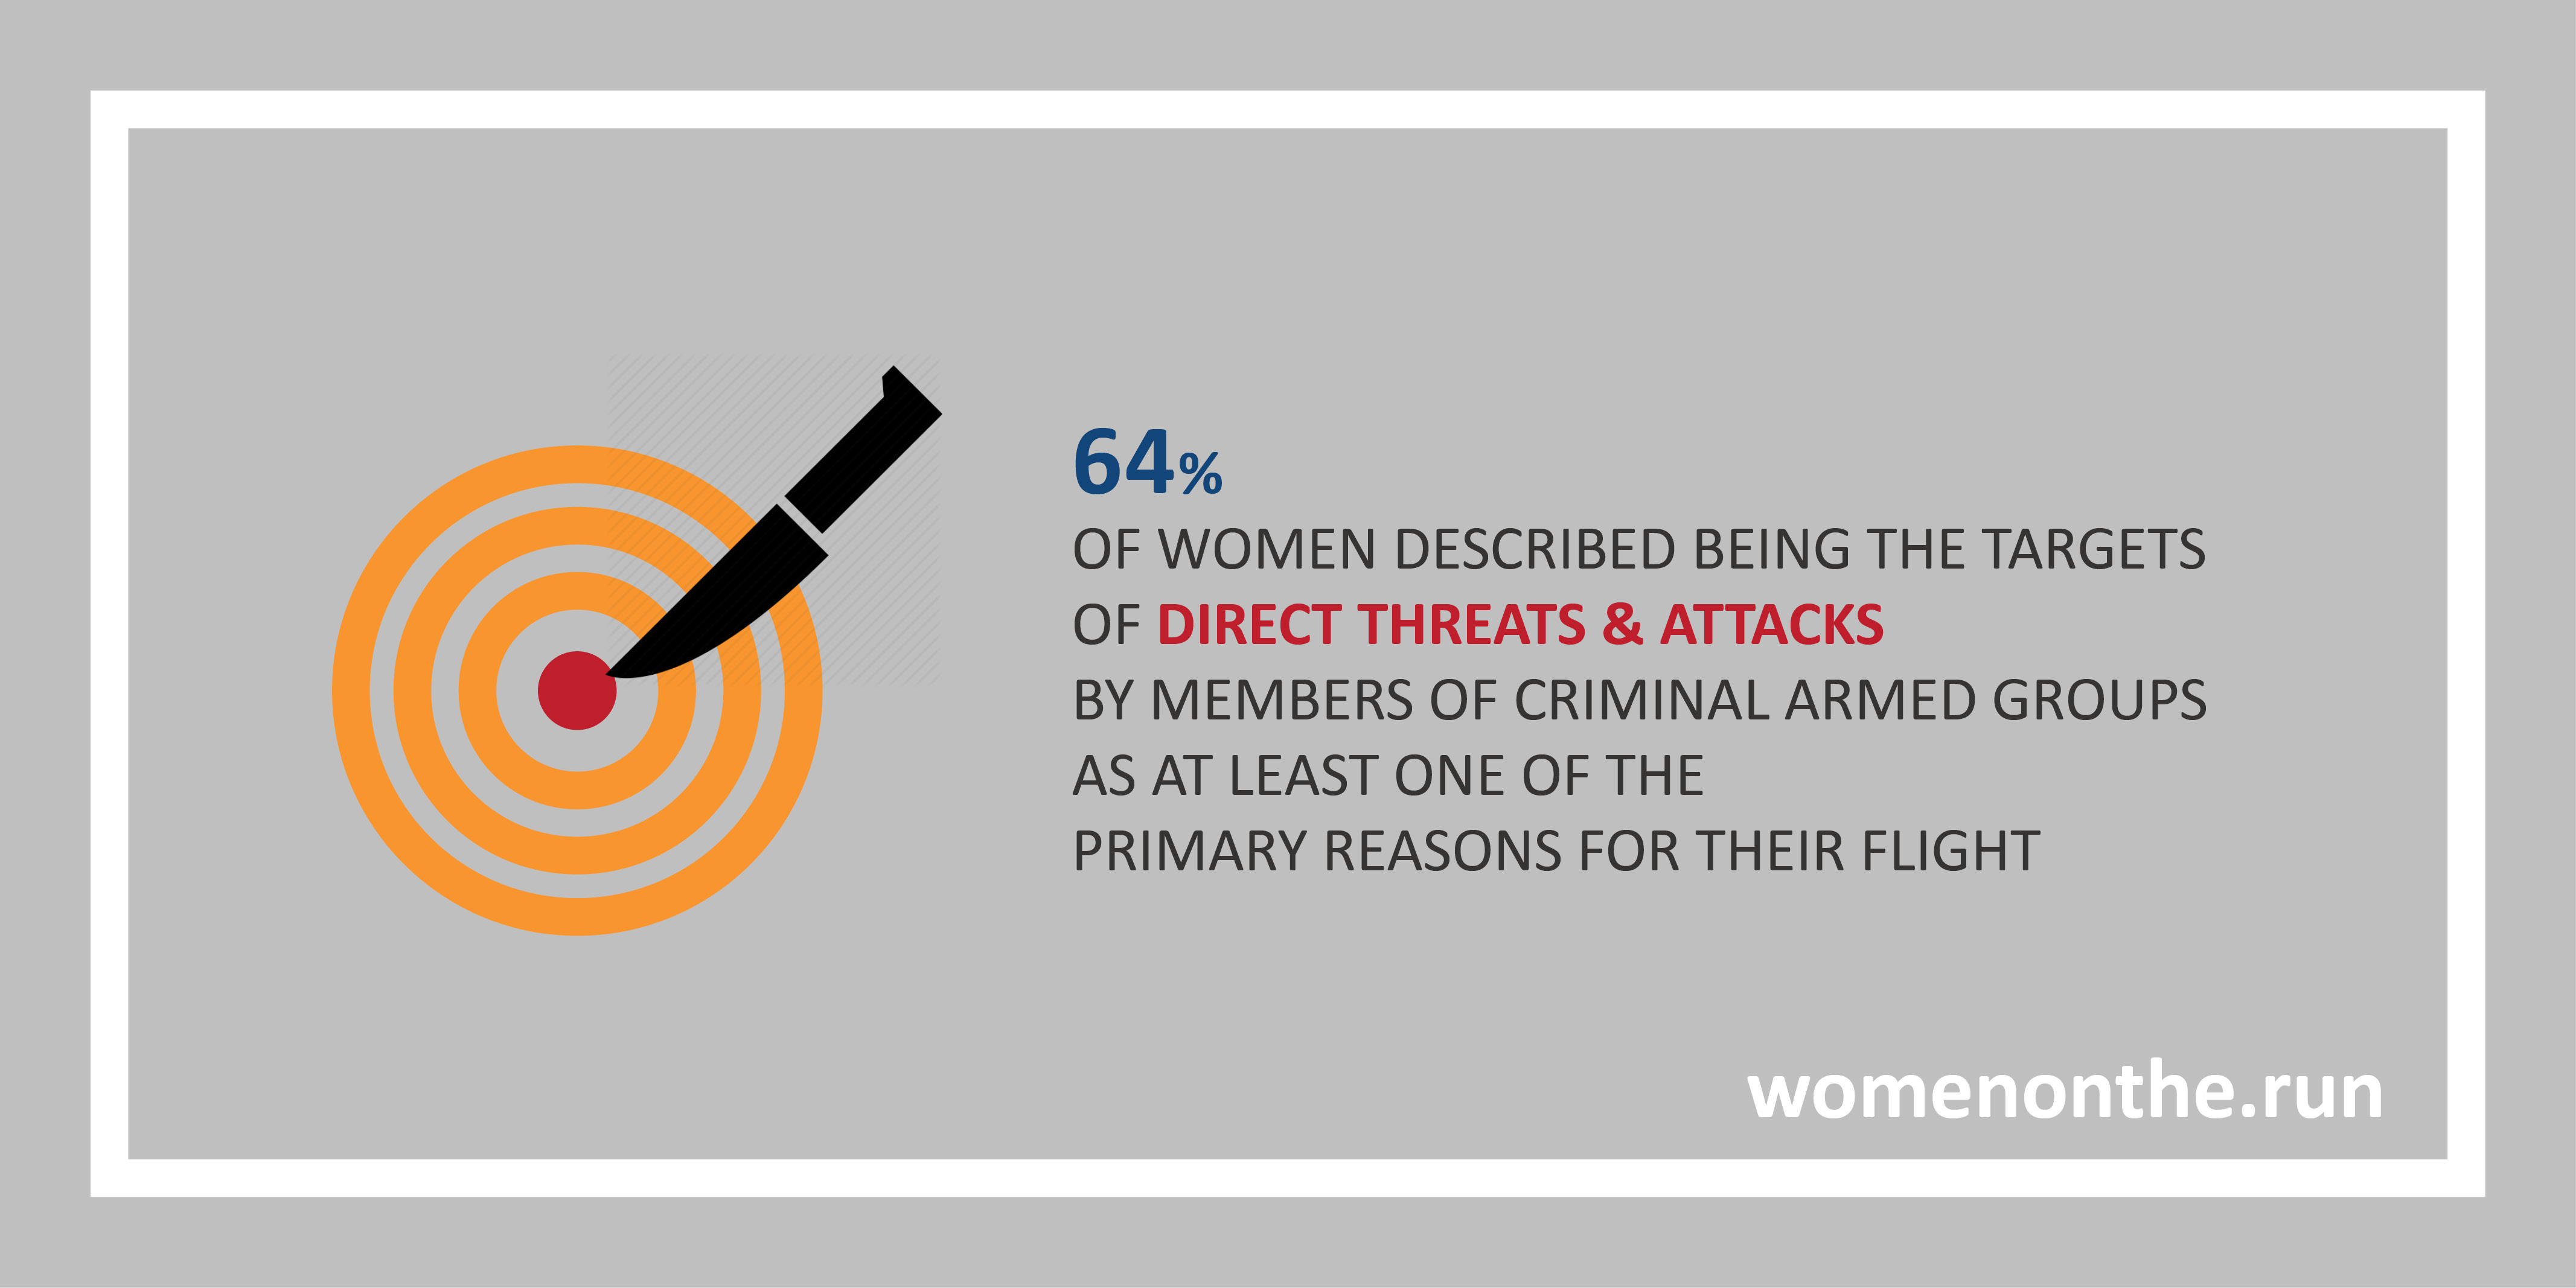 64%
OF WOMEN DESCRIBED BEING THE TARGETS
OF DIRECT THREATS & ATTACKS
BY MEMBERS OF CRIMINAL ARMED GROUPS
AS AT LEAST ONE OF THE
PRIMARY REASONS FOR THEIR FLIGHT
womenonthe.run